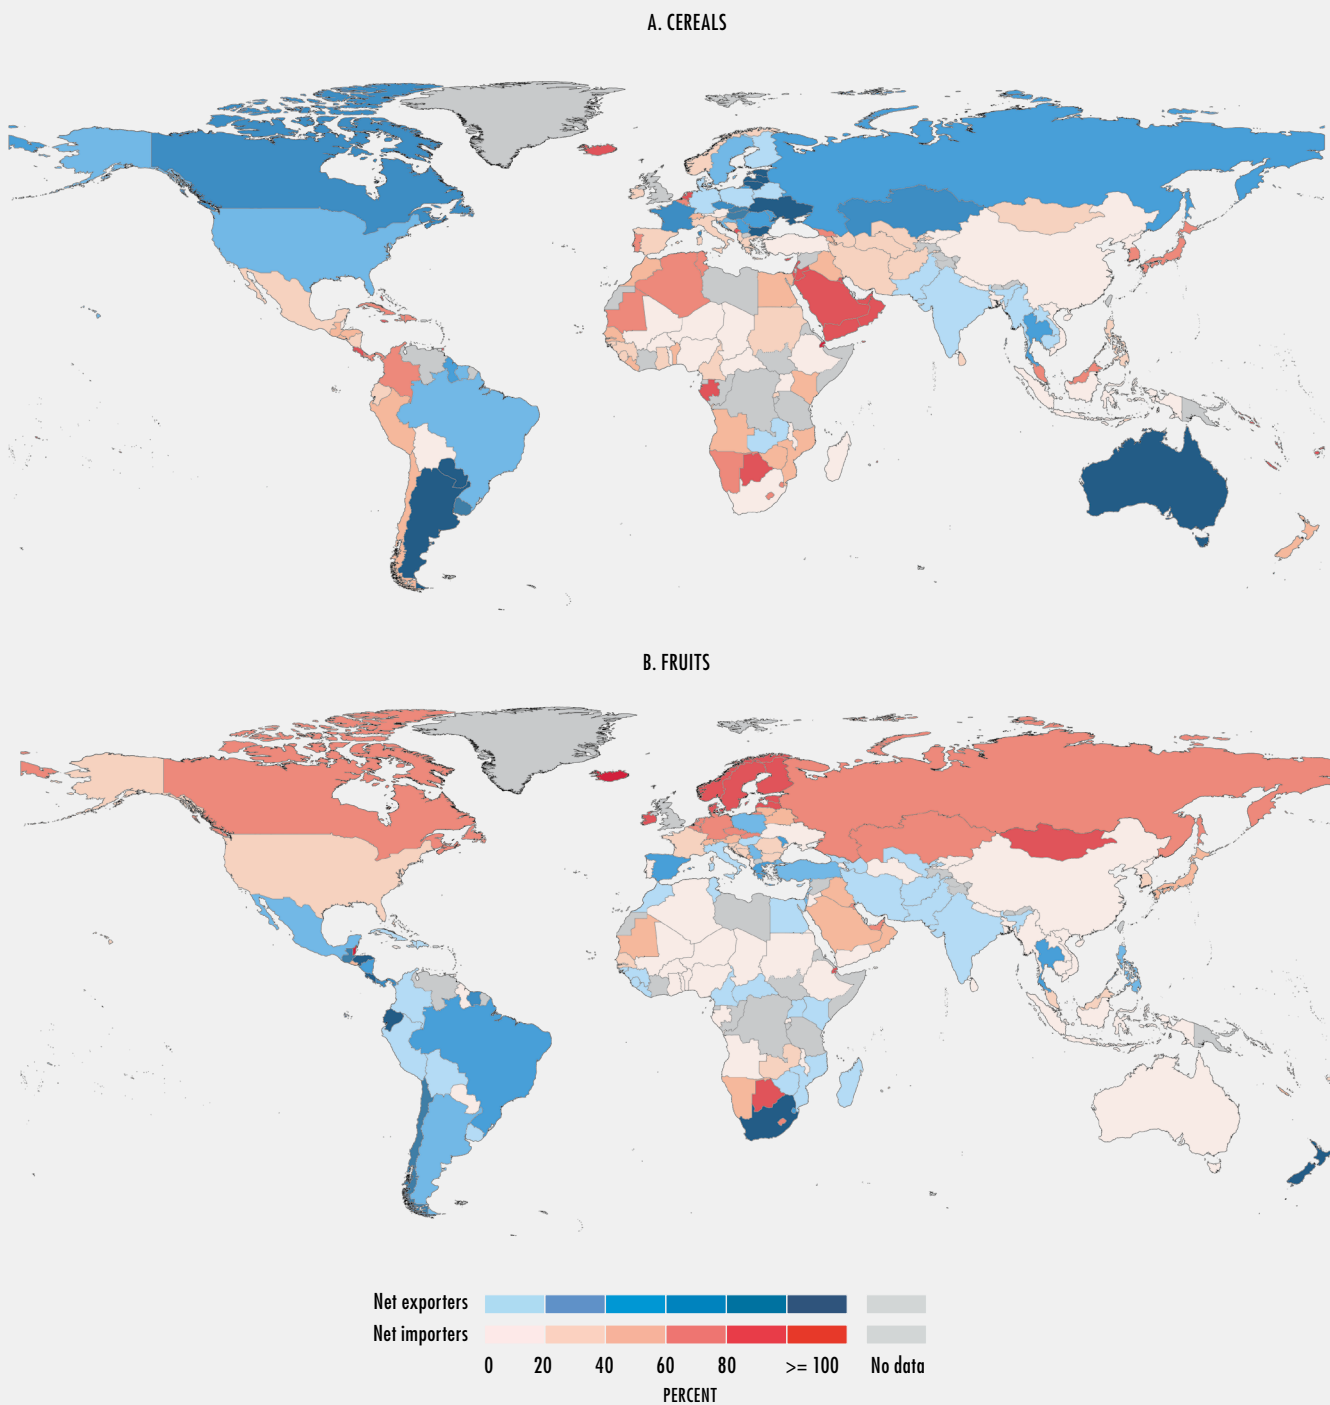 A. CEREALS
B. FRUITS
Net exporters
Net importers
0 20 40 60 80 >= 100 No data
PERCENT